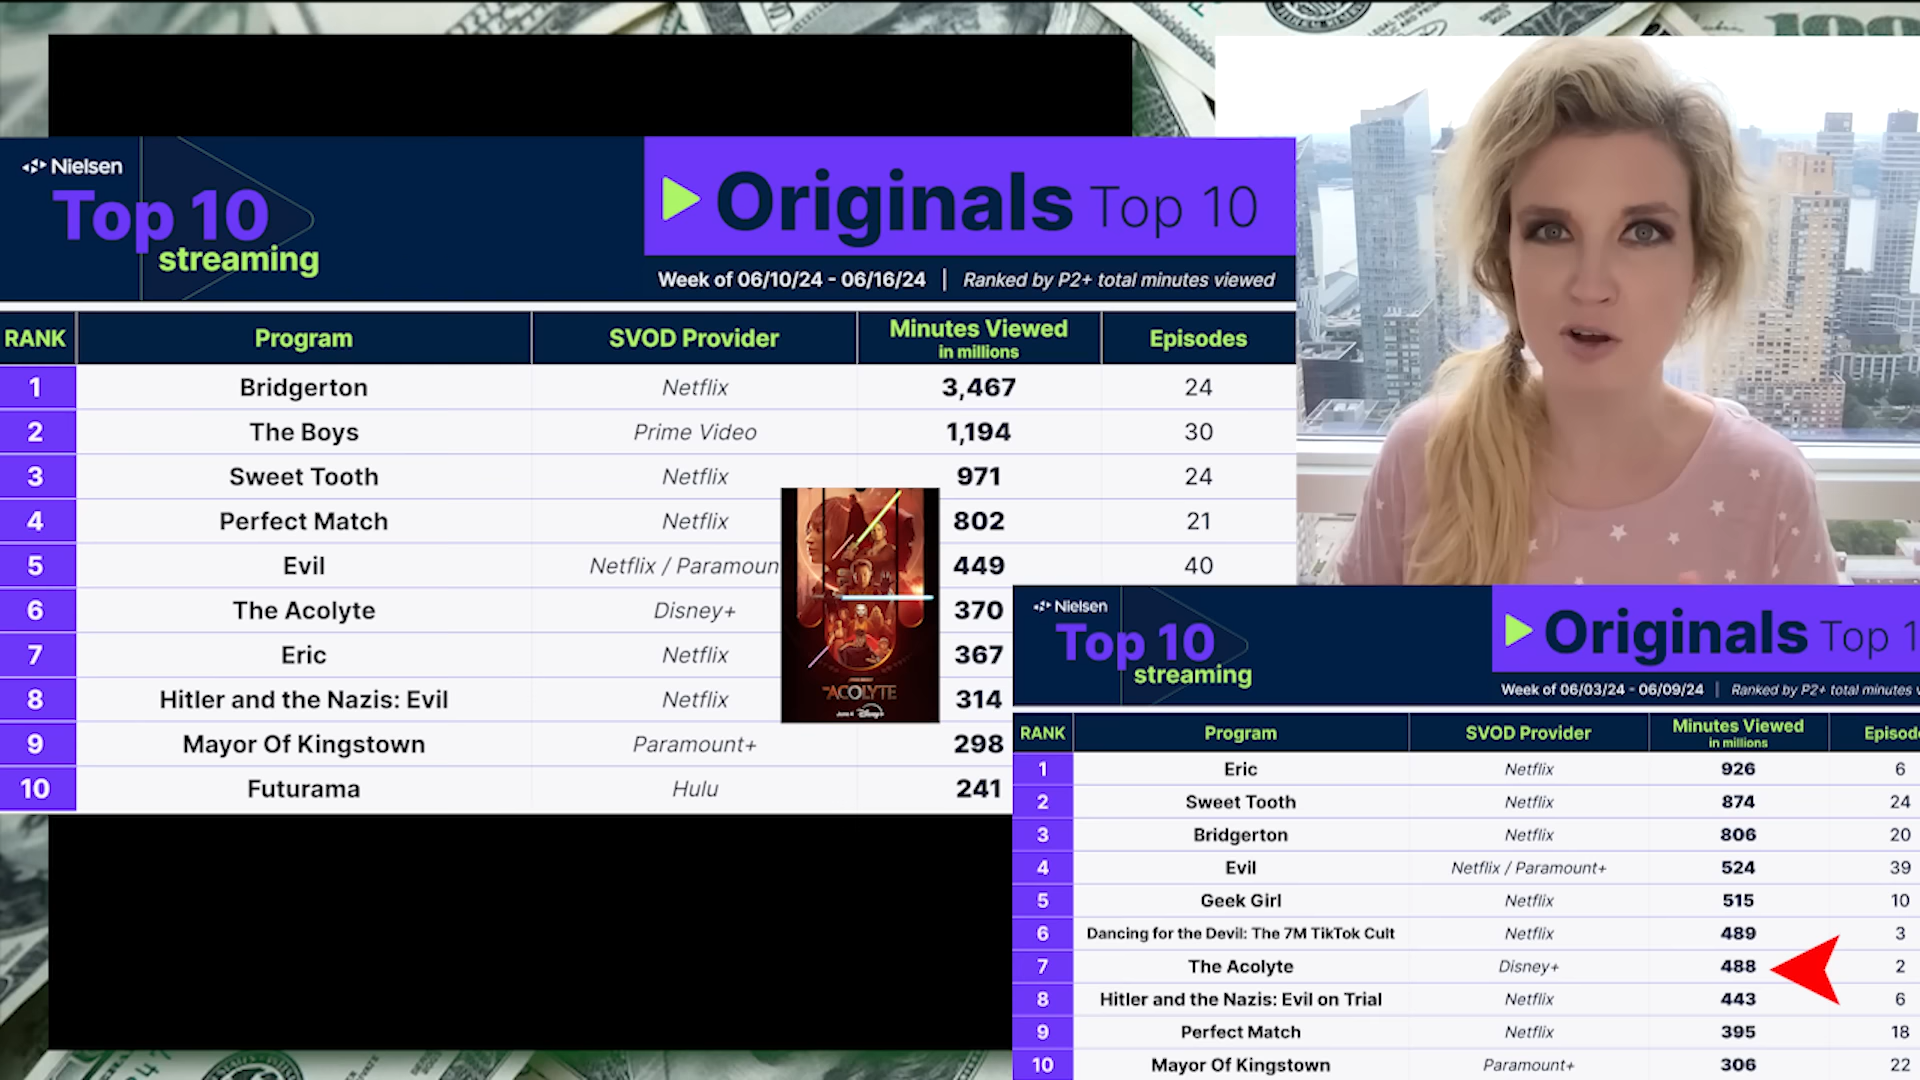 Nielsen
Top 10
streaming
Originals Top 10
Week of 06/10/24 - 06/16/24 | Ranked by P2+ total minutes viewed
RANK Program SVOD Provider Minutes Viewed in millions Episodes
1 Bridgerton Netflix 3,467 24
2 The Boys Prime Video 1,194 30
3 Sweet Tooth Netflix 971 24
4 Perfect Match Netflix 802 21
5 Evil Netflix / Paramoun 449 40
6 The Acolyte Disney+ 370
7 Eric Netflix 367
8 Hitler and the Nazis: Evil Netflix 314
9 Mayor Of Kingstown Paramount+ 298
10 Futurama Hulu 241
ACOLYTE
Nielsen
Top 10
streaming
Originals Top 1
Week of 06/03/24 - 06/09/24 | Ranked by P2+ total minutes v
RANK Program SVOD Provider Minutes Viewed in millions Episod
1 Eric Netflix 926 6
2 Sweet Tooth Netflix 874 24
3 Bridgerton Netflix 806 20
4 Evil Netflix / Paramount+ 524 39
5 Geek Girl Netflix 515 10
6 Dancing for the Devil: The 7M TikTok Cult Netflix 489 3
7 The Acolyte Disney+ 488 2
8 Hitler and the Nazis: Evil on Trial Netflix 443 6
9 Perfect Match Netflix 395 18
10 Mayor Of Kingstown Paramount+ 306 22